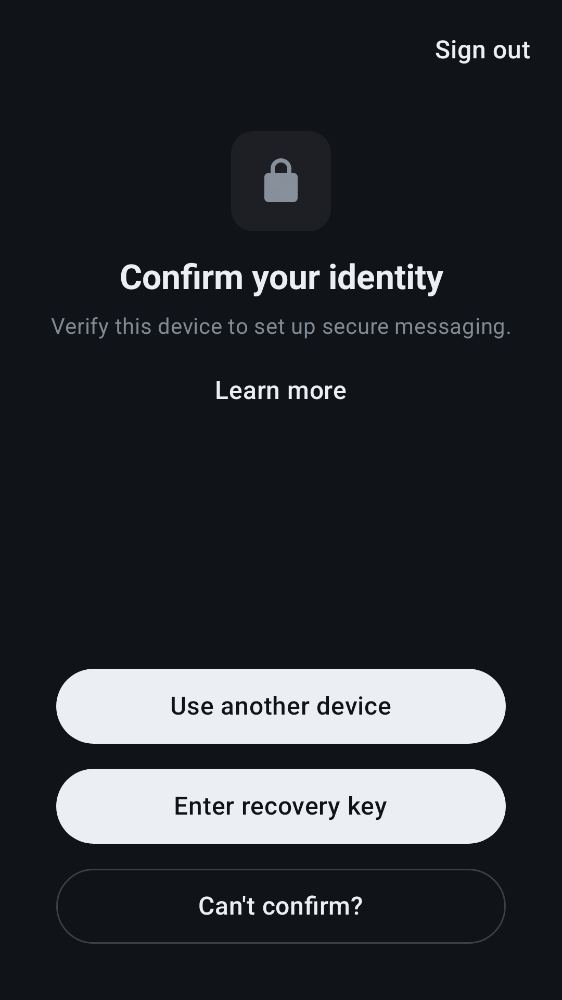 Sign out
Confirm your identity
Verify this device to set up secure messaging.
Learn more
Use another device
Enter recovery key
Can't confirm?